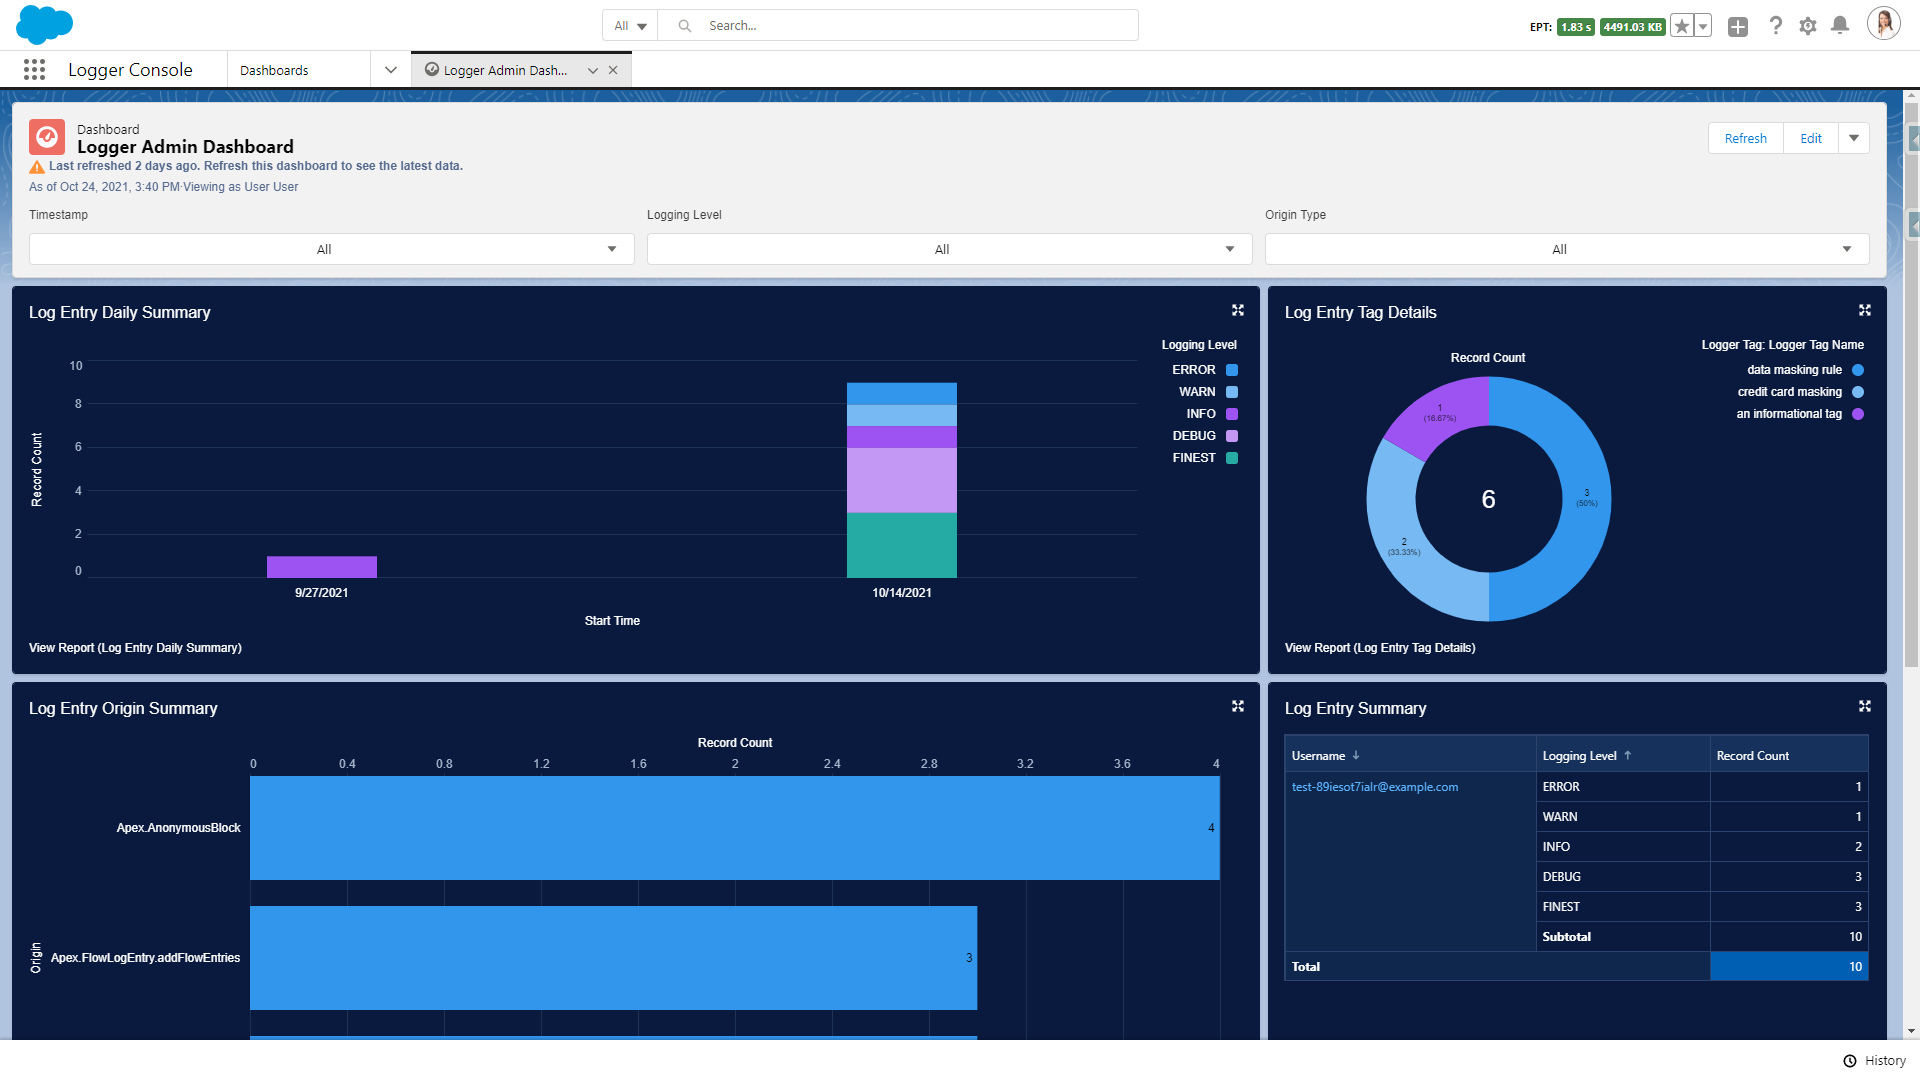 All
Search...
EPT: 1.83 s 4491.03 KB
Logger Console
Dashboards
Logger Admin Dash...
Dashboard
Logger Admin Dashboard
Last refreshed 2 days ago. Refresh this dashboard to see the latest data.
As of Oct 24, 2021, 3:40 PM·Viewing as User User
Refresh
Edit
Timestamp
Logging Level
Origin Type
All
All
All
Log Entry Daily Summary
Logging Level
ERROR
WARN
INFO
DEBUG
FINEST
Record Count
10
8
6
4
2
0
9/27/2021
10/14/2021
Start Time
View Report (Log Entry Daily Summary)
Log Entry Tag Details
Record Count
Logger Tag: Logger Tag Name
data masking rule
credit card masking
an informational tag
1
(16.67%)
6
3
(50%)
2
(33.33%)
View Report (Log Entry Tag Details)
Log Entry Origin Summary
Record Count
0 0.4 0.8 1.2 1.6 2 2.4 2.8 3.2 3.6 4
Origin
Apex.AnonymousBlock
4
Apex.FlowLogEntry.addFlowEntries
3
Log Entry Summary
Username Logging Level Record Count
test-89iesot7ialr@example.com ERROR 1
WARN 1
INFO 2
DEBUG 3
FINEST 3
Subtotal 10
Total 10
History